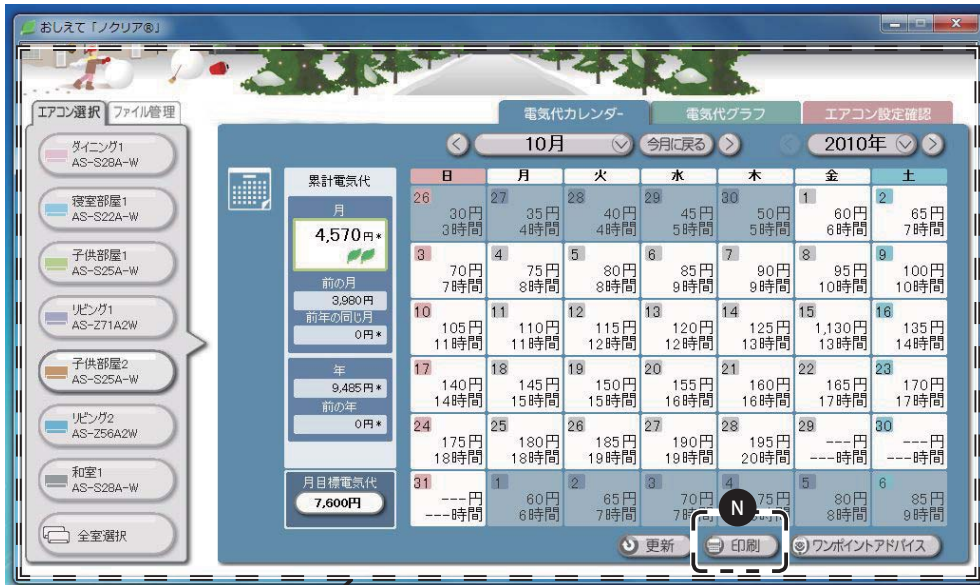 おしえて「ノクリア®」
エアコン選択 ファイル管理
電気代カレンダー 電気代グラフ エアコン設定確認
10月 今月に戻る 2010年
ダイニング1
AS-S28A-W
寝室部屋1
AS-S22A-W
子供部屋1
AS-S25A-W
リビング1
AS-Z71A2W
子供部屋2
AS-S25A-W
リビング2
AS-Z56A2W
和室1
AS-S28A-W
全室選択
累計電気代
月
4,570円*
前の月
3,980円
前年の同じ月
0円*
年
9,485円*
前の年
0円*
月目標電気代
7,600円
日 月 火 水 木 金 土
26 27 28 29 30 1 2
30円 35円 40円 45円 50円 60円 65円
3時間 4時間 4時間 5時間 5時間 6時間 7時間
3 4 5 6 7 8 9
70円 75円 80円 85円 90円 95円 100円
7時間 8時間 8時間 9時間 9時間 10時間 10時間
10 11 12 13 14 15 16
105円 110円 115円 120円 125円 1,130円 135円
11時間 11時間 12時間 12時間 13時間 13時間 14時間
17 18 19 20 21 22 23
140円 145円 150円 155円 160円 165円 170円
14時間 15時間 15時間 16時間 16時間 17時間 17時間
24 25 26 27 28 29 30
175円 180円 185円 190円 195円 ---円 ---円
18時間 18時間 19時間 19時間 20時間 ---時間 ---時間
31 1 2 3 4 5 6
---円 60円 65円 70円 75円 80円 85円
---時間 6時間 7時間 7時間 時間 8時間 9時間
N
更新 印刷 ワンポイントアドバイス